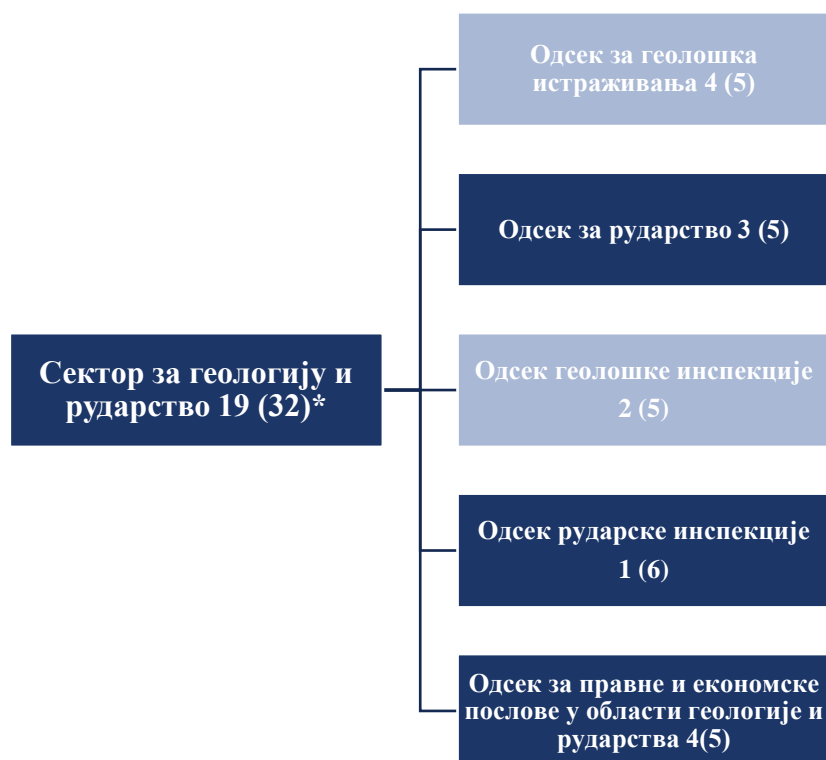 Одсек за геолошка
истраживања 4 (5)
Одсек за рударство 3 (5)
Сектор за геологију и
рударство 19 (32)*
Одсек геолошке инспекције
2 (5)
Одсек рударске инспекције
1 (6)
Одсек за правне и економске
послове у области геологије и
рударства 4(5)